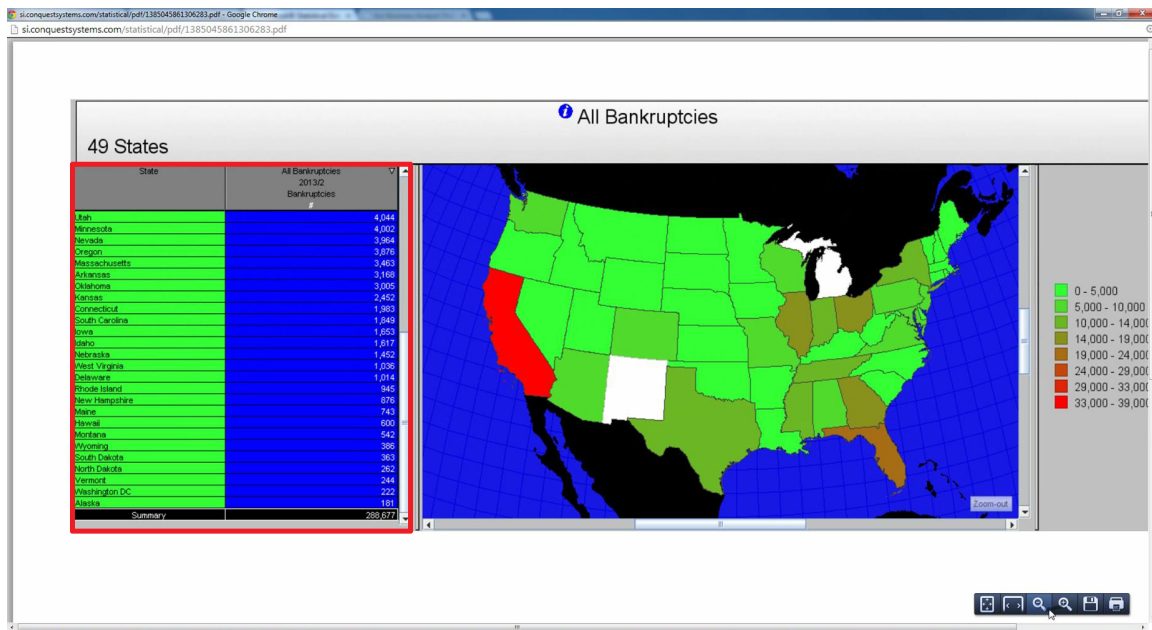 si.conquestsystems.com/statistical/pdf/1385045861306283.pdf - Google Chrome
si.conquestsystems.com/statistical/pdf/1385045861306283.pdf
All Bankruptcies
49 States
State All Bankruptcies
2013/2
Bankruptcies
#
Utah 4,044
Minnesota 4,002
Nevada 3,964
Oregon 3,876
Massachusetts 3,463
Arkansas 3,168
Oklahoma 3,005
Kansas 2,452
Connecticut 1,983
South Carolina 1,849
Iowa 1,653
Idaho 1,617
Nebraska 1,452
West Virginia 1,036
Delaware 1,014
Rhode Island 945
New Hampshire 876
Maine 743
Hawaii 600
Montana 542
Wyoming 386
South Dakota 363
North Dakota 262
Vermont 244
Washington DC 222
Alaska 181
Summary 288,677
0 - 5,000
5,000 - 10,000
10,000 - 14,000
14,000 - 19,000
19,000 - 24,000
24,000 - 29,000
29,000 - 33,000
33,000 - 39,000
Zoom-out